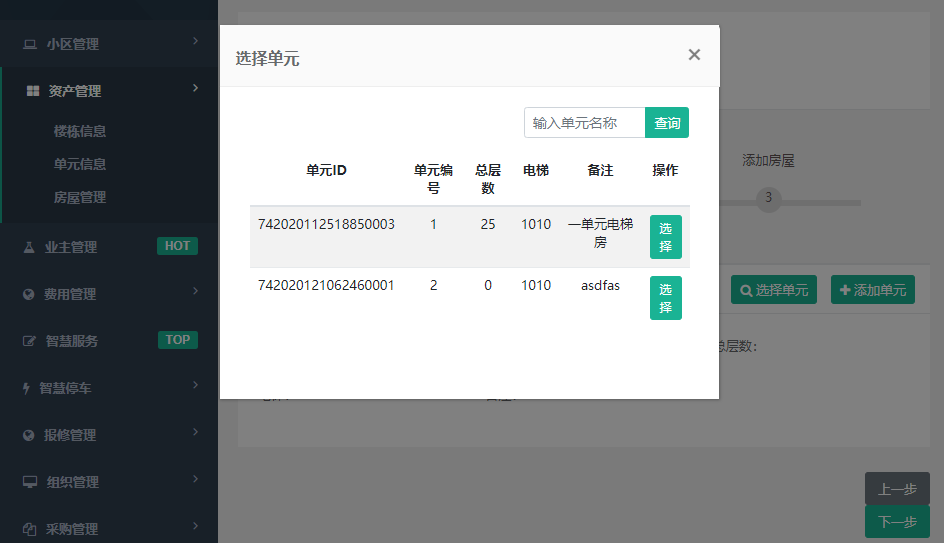 小区管理
资产管理
楼栋信息
单元信息
房屋管理
业主管理 HOT
费用管理
智慧服务 TOP
智慧停车
报修管理
组织管理
采购管理
选择单元 ×
输入单元名称 查询
单元ID 单元编号 总层数 电梯 备注 操作
742020112518850003 1 25 1010 一单元电梯房 选择
742020121062460001 2 0 1010 asdfas 选择
添加房屋
3
选择单元 添加单元
总层数:
上一步
下一步